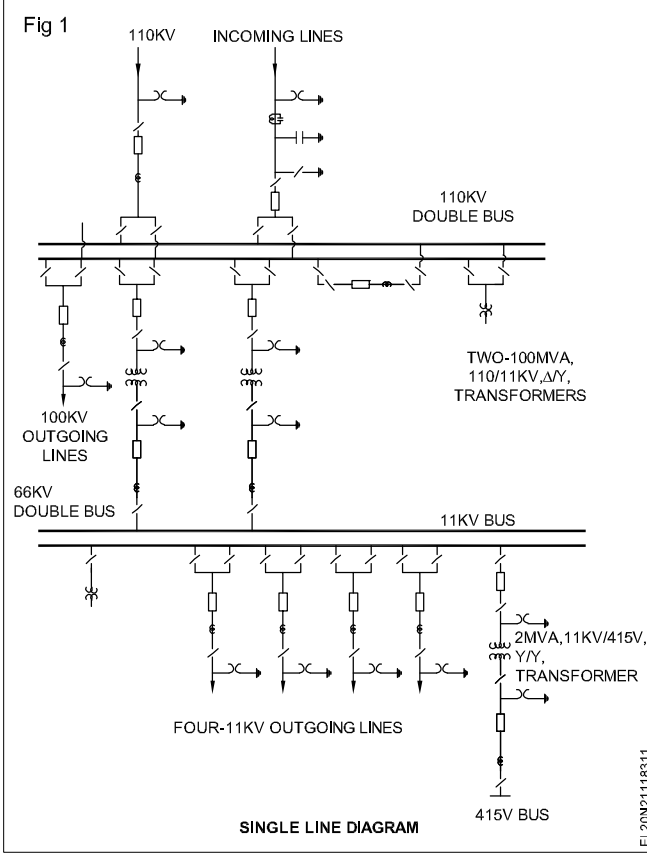 Fig 1
110KV
INCOMING LINES
110KV
DOUBLE BUS
TWO-100MVA,
110/11KV,Δ/Y,
TRANSFORMERS
100KV
OUTGOING
LINES
66KV
DOUBLE BUS
11KV BUS
2MVA,11KV/415V,
Y/Y,
TRANSFORMER
FOUR-11KV OUTGOING LINES
415V BUS
SINGLE LINE DIAGRAM
EL20N21118311